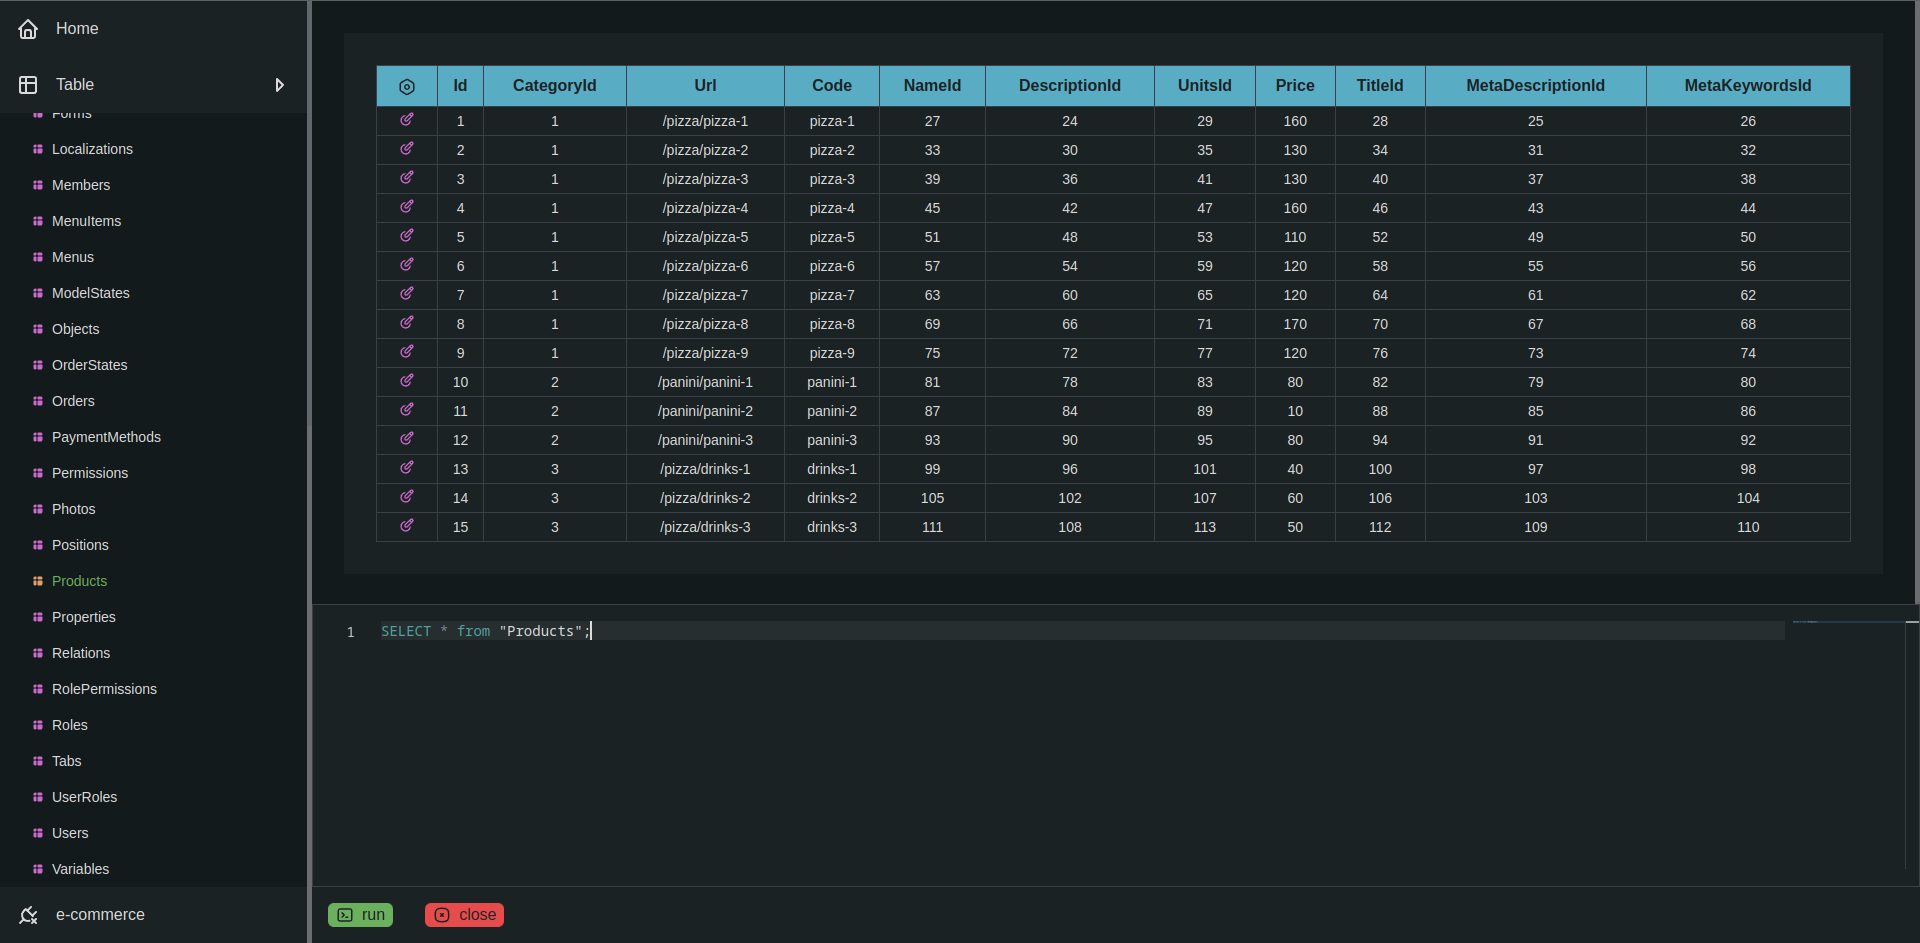 Home
Table
Forms
Localizations
Members
MenuItems
Menus
ModelStates
Objects
OrderStates
Orders
PaymentMethods
Permissions
Photos
Positions
Products
Properties
Relations
RolePermissions
Roles
Tabs
UserRoles
Users
Variables
e-commerce
Id CategoryId Url Code NameId DescriptionId UnitsId Price TitleId MetaDescriptionId MetaKeywordsId
1 1 /pizza/pizza-1 pizza-1 27 24 29 160 28 25 26
2 1 /pizza/pizza-2 pizza-2 33 30 35 130 34 31 32
3 1 /pizza/pizza-3 pizza-3 39 36 41 130 40 37 38
4 1 /pizza/pizza-4 pizza-4 45 42 47 160 46 43 44
5 1 /pizza/pizza-5 pizza-5 51 48 53 110 52 49 50
6 1 /pizza/pizza-6 pizza-6 57 54 59 120 58 55 56
7 1 /pizza/pizza-7 pizza-7 63 60 65 120 64 61 62
8 1 /pizza/pizza-8 pizza-8 69 66 71 170 70 67 68
9 1 /pizza/pizza-9 pizza-9 75 72 77 120 76 73 74
10 2 /panini/panini-1 panini-1 81 78 83 80 82 79 80
11 2 /panini/panini-2 panini-2 87 84 89 10 88 85 86
12 2 /panini/panini-3 panini-3 93 90 95 80 94 91 92
13 3 /pizza/drinks-1 drinks-1 99 96 101 40 100 97 98
14 3 /pizza/drinks-2 drinks-2 105 102 107 60 106 103 104
15 3 /pizza/drinks-3 drinks-3 111 108 113 50 112 109 110
1 SELECT * from "Products";
run close